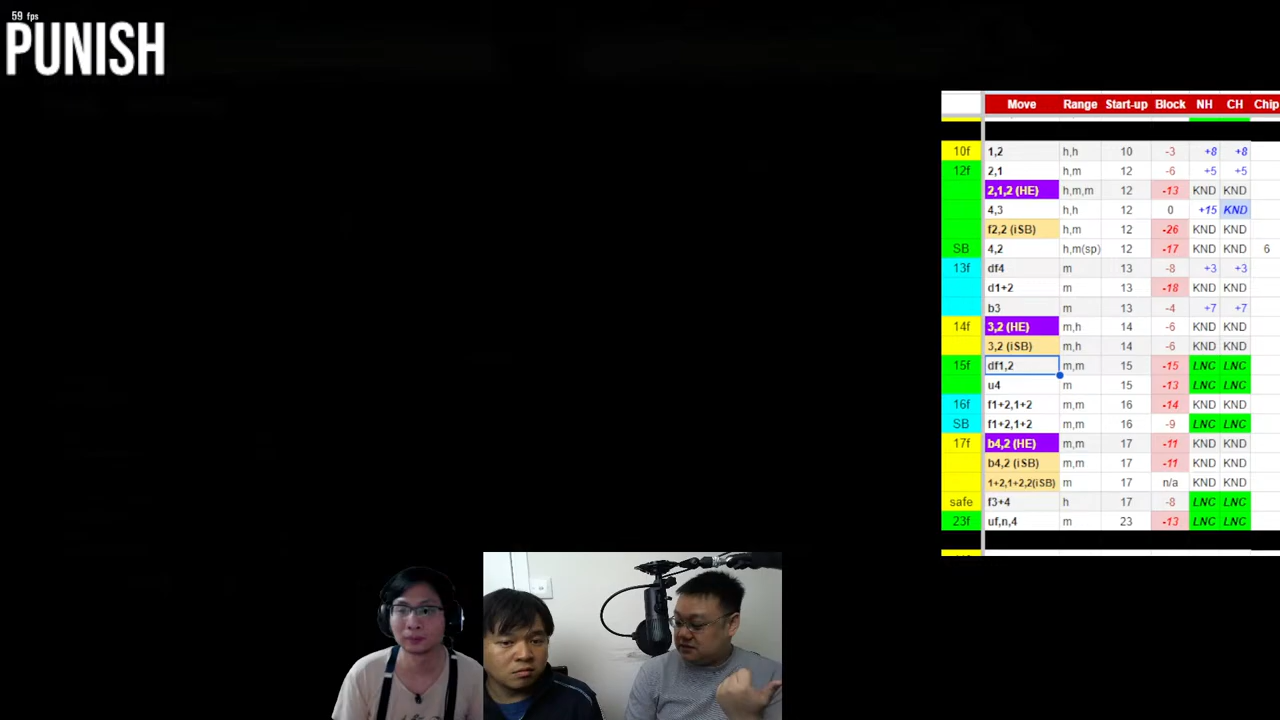 59 fps
PUNISH
Move Range Start-up Block NH CH Chip
10f 1,2 h,h 10 -3 +8 +8
12f 2,1 h,m 12 -6 +5 +5
2,1,2 (HE) h,m,m 12 -13 KND KND
4,3 h,h 12 0 +15 KND
f2,2 (iSB) h,m 12 -26 KND KND
SB 4,2 h,m(sp) 12 -17 KND KND 6
13f df4 m 13 -8 +3 +3
d1+2 m 13 -18 KND KND
b3 m 13 -4 +7 +7
14f 3,2 (HE) m,h 14 -6 KND KND
3,2 (iSB) m,h 14 -6 KND KND
15f df1,2 m,m 15 -15 LNC LNC
u4 m 15 -13 LNC LNC
16f f1+2,1+2 m,m 16 -14 KND KND
SB f1+2,1+2 m,m 16 -9 LNC LNC
17f b4,2 (HE) m,m 17 -11 KND KND
b4,2 (iSB) m,m 17 -11 KND KND
1+2,1+2,2(iSB) m 17 n/a KND KND
safe f3+4 h 17 -8 LNC LNC
23f uf,n,4 m 23 -13 LNC LNC